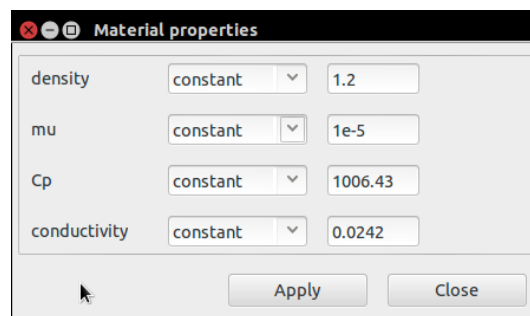 Material properties
density constant 1.2
mu constant 1e-5
Cp constant 1006.43
conductivity constant 0.0242
Apply Close